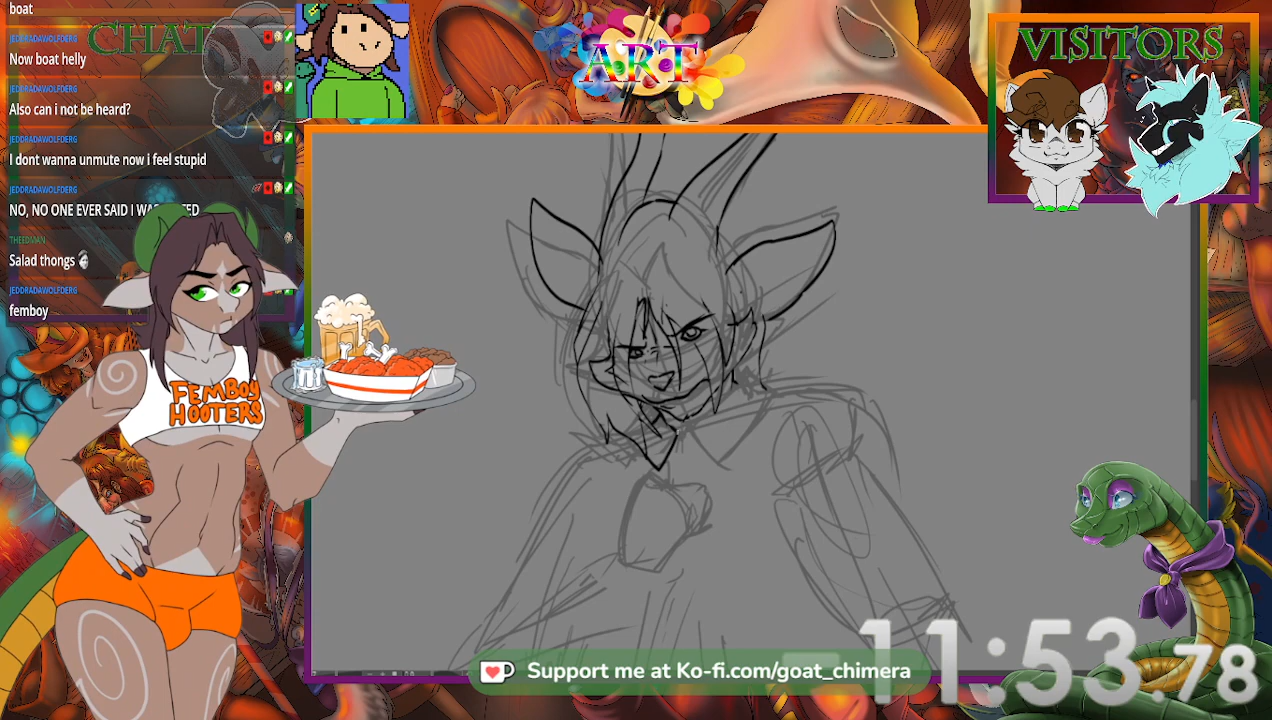 boat
CHAT
JEDDRADAWOLFDERG
Now boat helly
JEDDRADAWOLFDERG
Also can i not be heard?
JEDDRADAWOLFDERG
I dont wanna unmute now i feel stupid
JEDDRADAWOLFDERG
NO, NO ONE EVER SAID I
THEEDMAN
Salad thongs
JEDDRADAWOLFDERG
femboy
ART
VISITORS
FEMBOY
HOOTERS
Support me at Ko-fi.com/goat_chimera
11:53.78